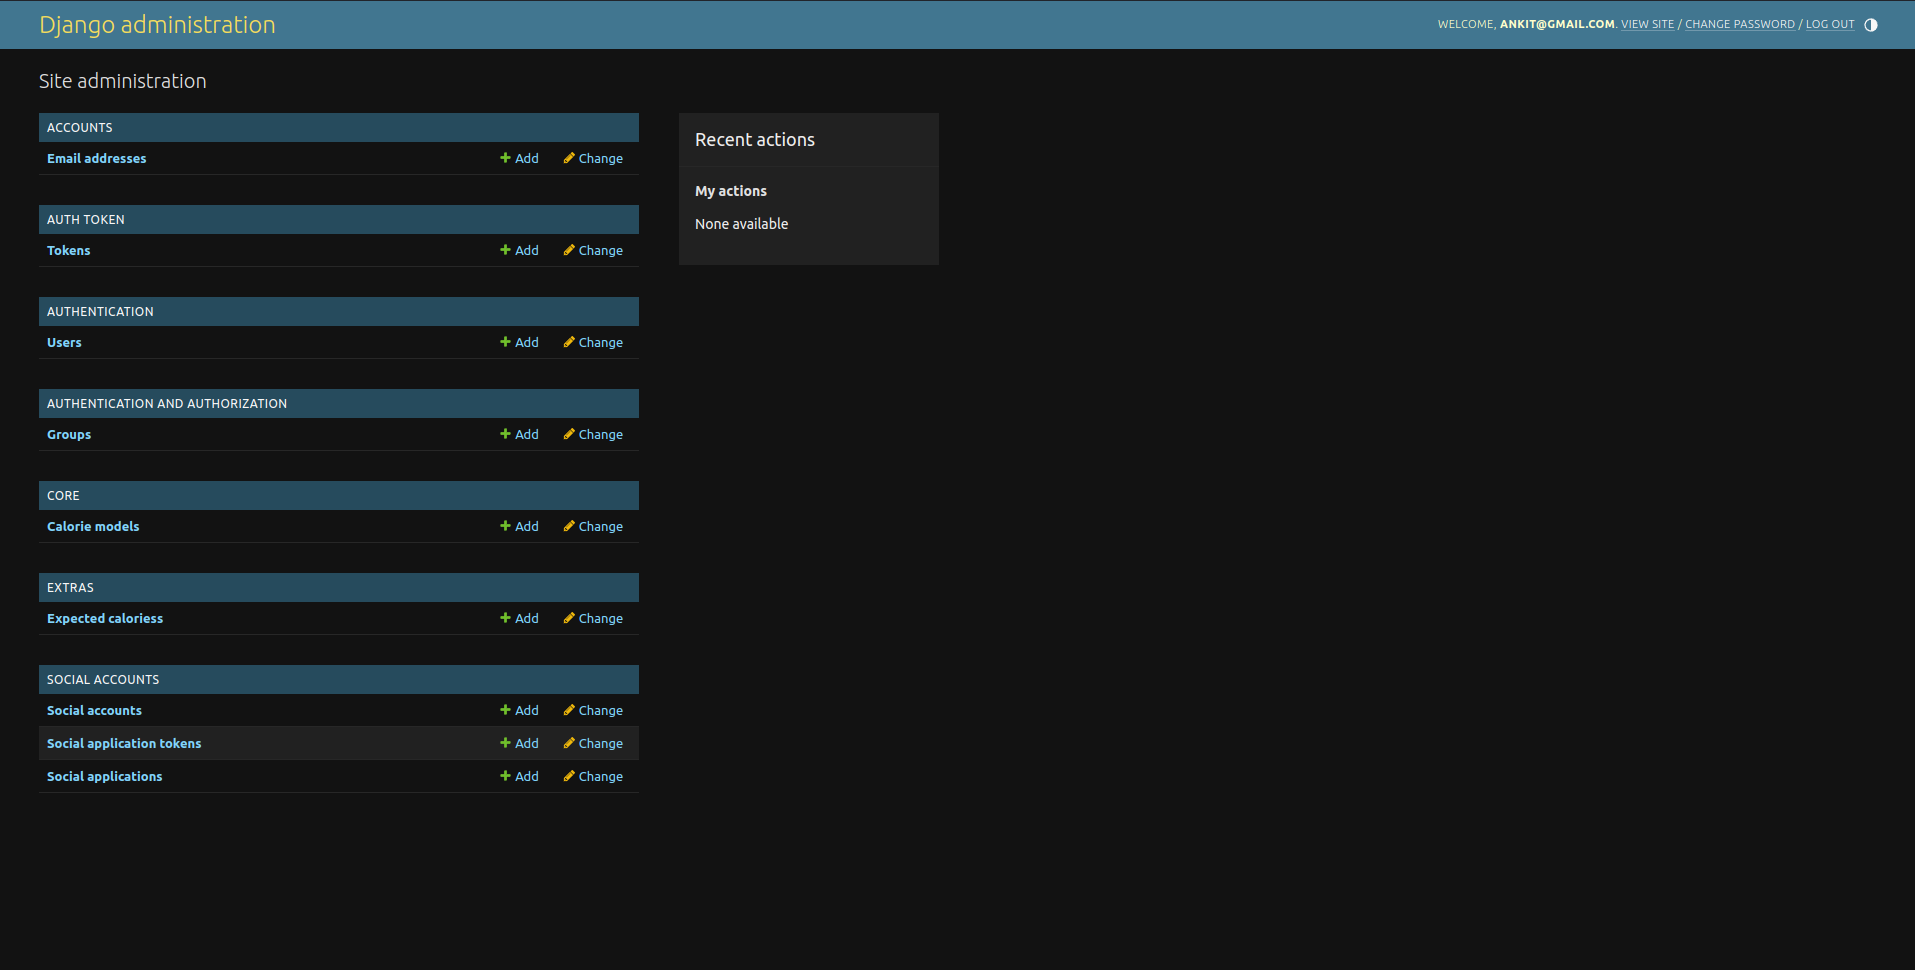 Django administration
WELCOME, ANKIT@GMAIL.COM. VIEW SITE / CHANGE PASSWORD / LOG OUT
Site administration
ACCOUNTS
Email addresses Add Change
AUTH TOKEN
Tokens Add Change
AUTHENTICATION
Users Add Change
AUTHENTICATION AND AUTHORIZATION
Groups Add Change
CORE
Calorie models Add Change
EXTRAS
Expected caloriess Add Change
SOCIAL ACCOUNTS
Social accounts Add Change
Social application tokens Add Change
Social applications Add Change
Recent actions
My actions
None available